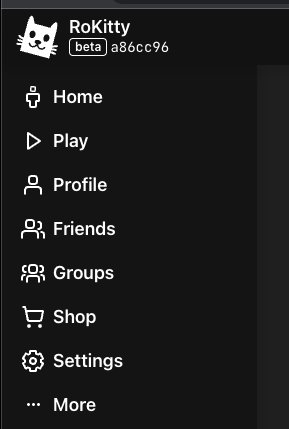 RoKitty
beta a86cc96
Home
Play
Profile
Friends
Groups
Shop
Settings
More